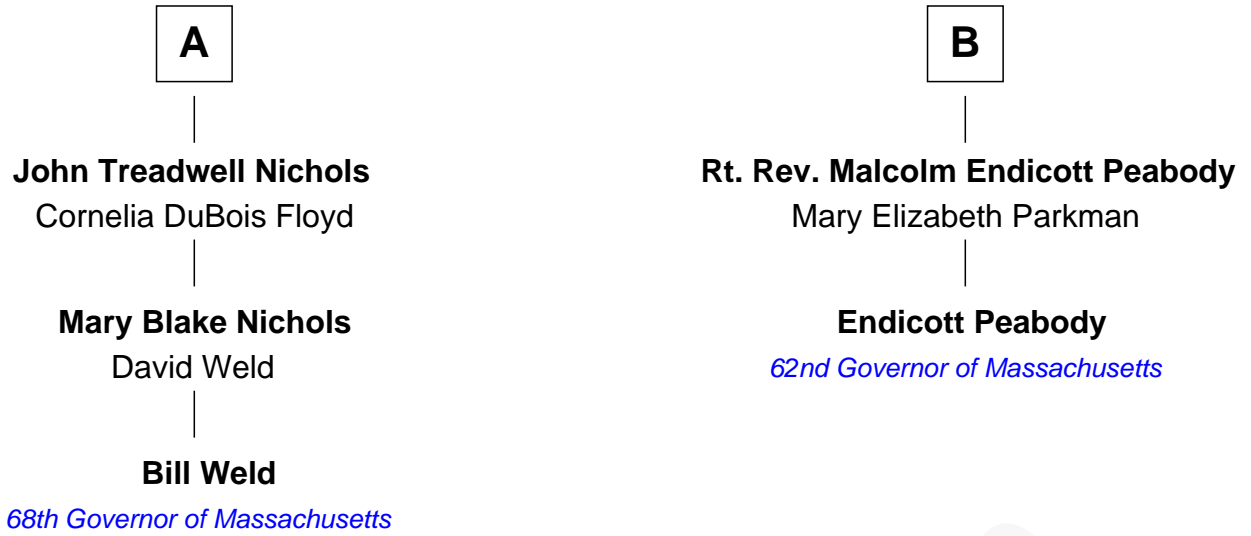 A
John Treadwell Nichols
Cornelia DuBois Floyd
Mary Blake Nichols
David Weld
Bill Weld
68th Governor of Massachusetts
B
Rt. Rev. Malcolm Endicott Peabody
Mary Elizabeth Parkman
Endicott Peabody
62nd Governor of Massachusetts